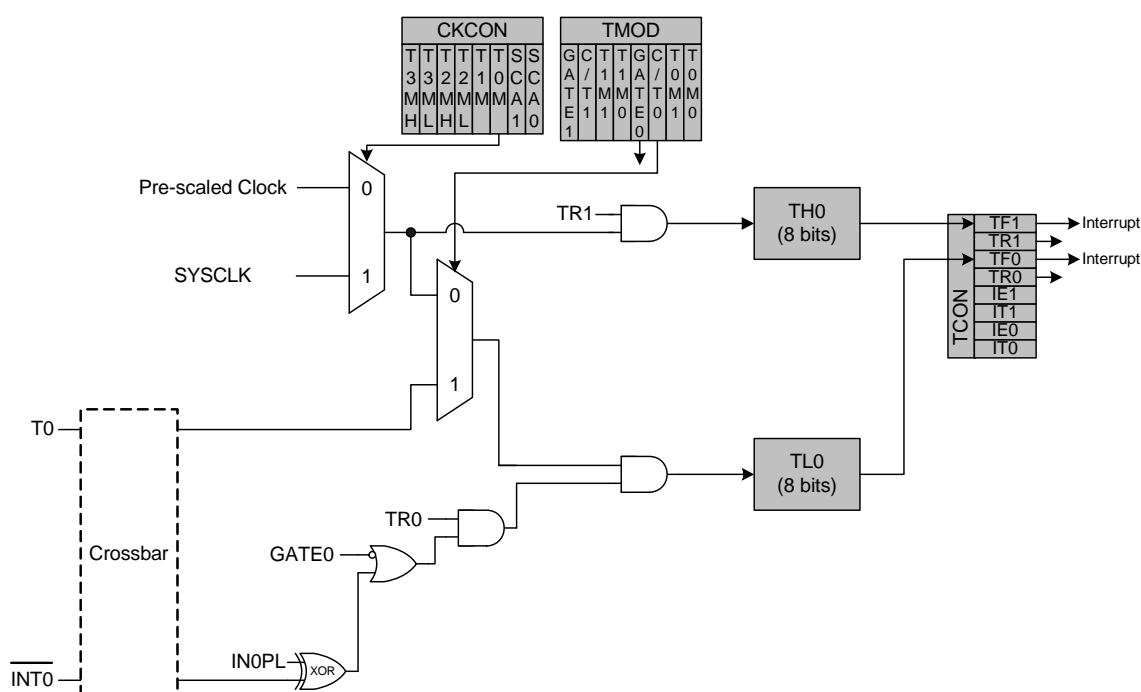 CKCON
T3MH
T3ML
T2MH
T2ML
T1M
T0M
SCA1
SCA0
TMOD
GATE1
C/T1
T1M1
T1M0
GATE0
C/T0
T0M1
T0M0
Pre-scaled Clock
0
SYSCLK
1
TR1
TH0
(8 bits)
TCON
TF1
TR1
TF0
TR0
IE1
IT1
IE0
IT0
Interrupt
Interrupt
0
1
T0
Crossbar
TL0
(8 bits)
TR0
GATE0
IN0PL
XOR
INT0